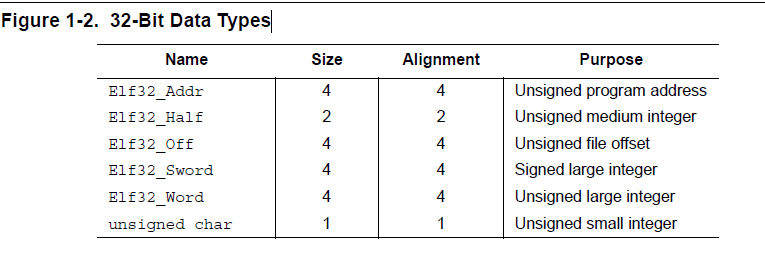 Figure 1-2. 32-Bit Data Types
Name Size Alignment Purpose
Elf32_Addr 4 4 Unsigned program address
Elf32_Half 2 2 Unsigned medium integer
Elf32_Off 4 4 Unsigned file offset
Elf32_Sword 4 4 Signed large integer
Elf32_Word 4 4 Unsigned large integer
unsigned char 1 1 Unsigned small integer